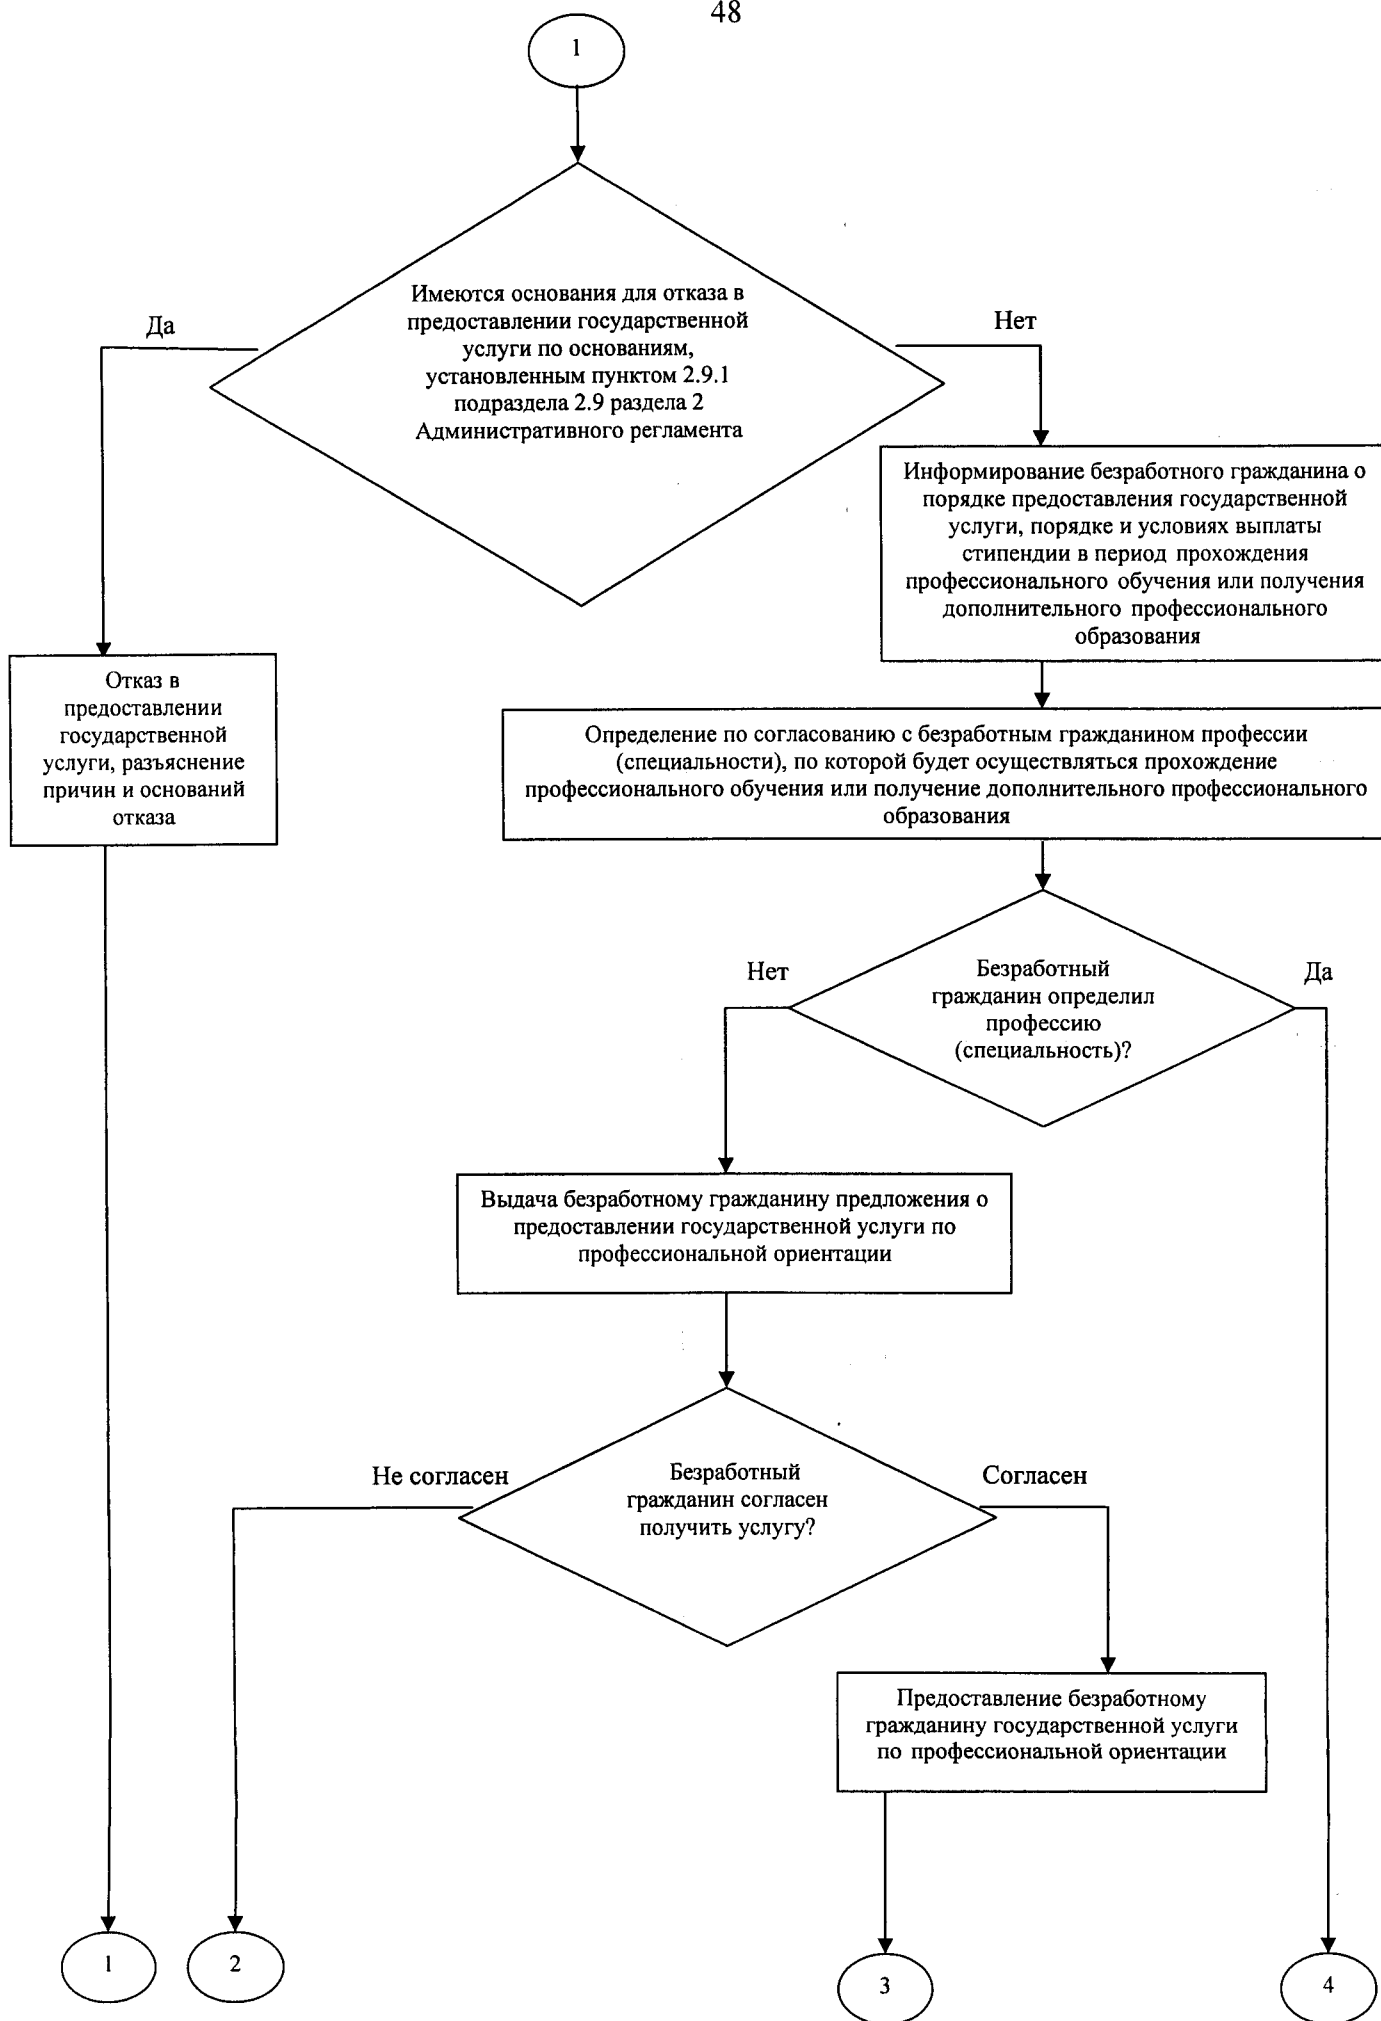 48
1
Имеются основания для отказа в
предоставлении государственной
услуги по основаниям,
установленным пунктом 2.9.1
подраздела 2.9 раздела 2
Административного регламента
Да
Нет
Информирование безработного гражданина о
порядке предоставления государственной
услуги, порядке и условиях выплаты
стипендии в период прохождения
профессионального обучения или получения
дополнительного профессионального
образования
Отказ в
предоставлении
государственной
услуги, разъяснение
причин и оснований
отказа
Определение по согласованию с безработным гражданином профессии
(специальности), по которой будет осуществляться прохождение
профессионального обучения или получение дополнительного профессионального
образования
Нет
Безработный
гражданин определил
профессию
(специальность)?
Да
Выдача безработному гражданину предложения о
предоставлении государственной услуги по
профессиональной ориентации
Не согласен
Безработный
гражданин согласен
получить услугу?
Согласен
Предоставление безработному
гражданину государственной услуги
по профессиональной ориентации
1
2
3
4